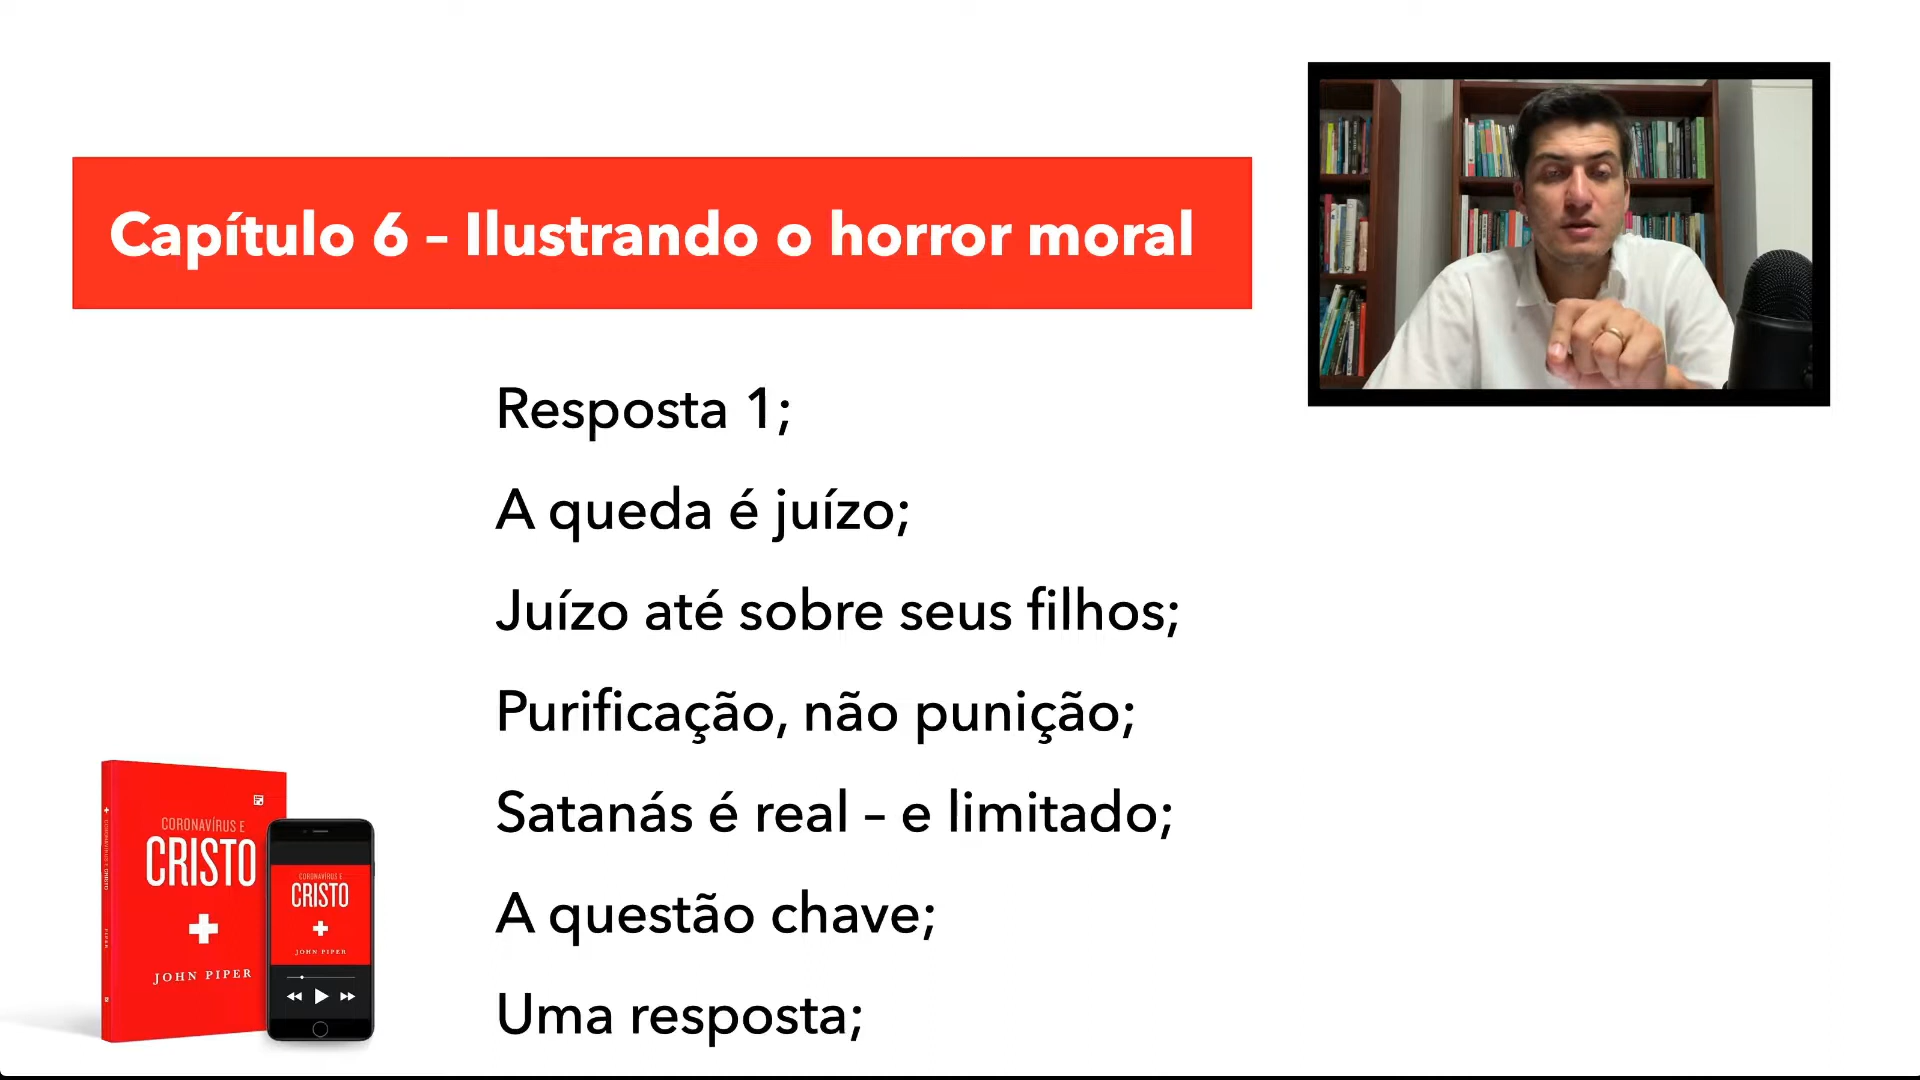 Capítulo 6 – Ilustrando o horror moral
Resposta 1;
A queda é juízo;
Juízo até sobre seus filhos;
Purificação, não punição;
Satanás é real – e limitado;
A questão chave;
Uma resposta;
CORONAVÍRUS E
CRISTO
JOHN PIPER
CORONAVÍRUS E
CRISTO
JOHN PIPER